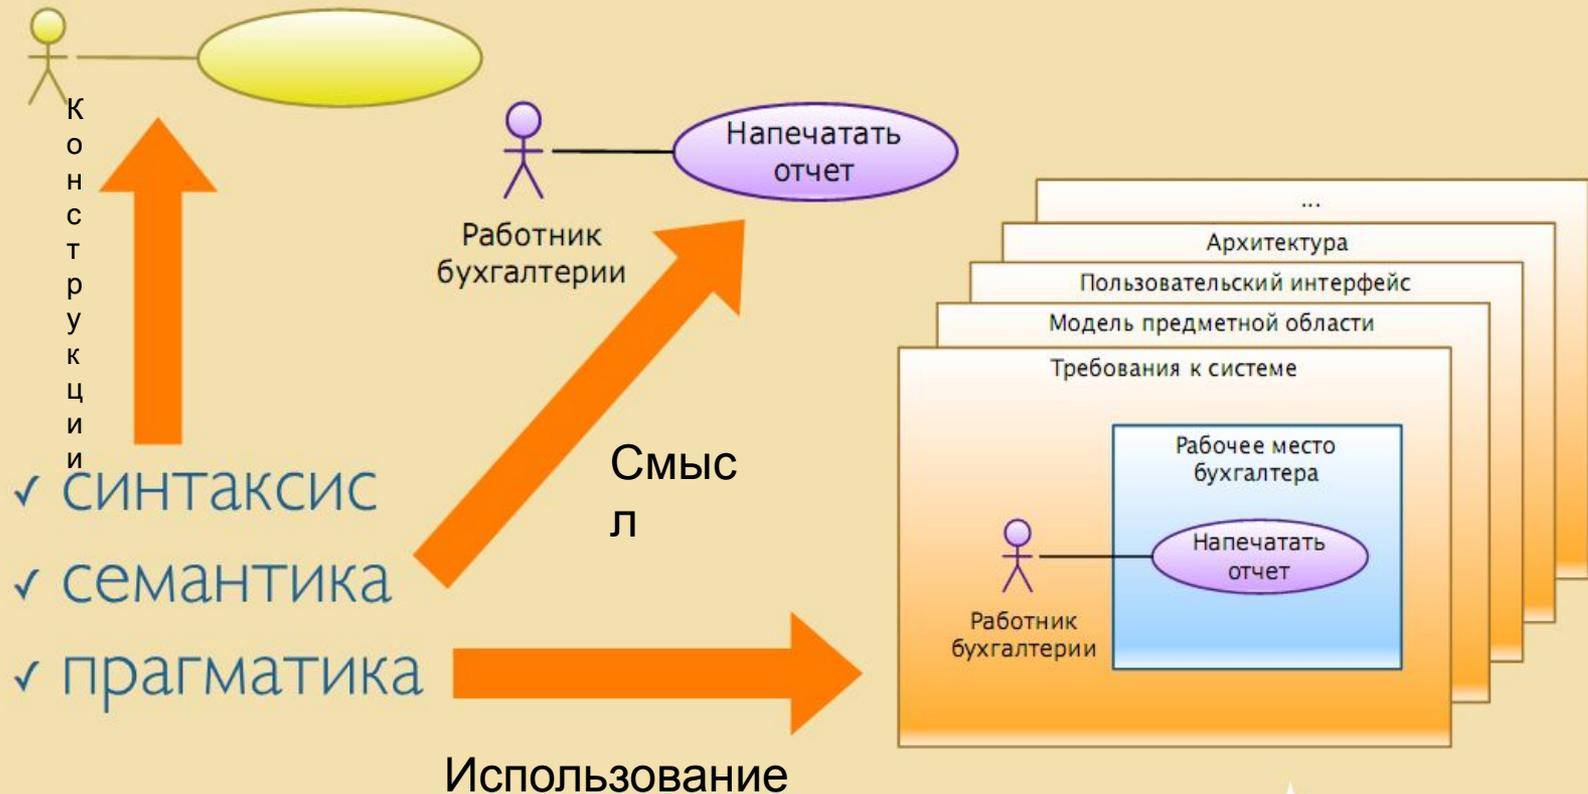 Конструкции
Напечатать
отчет
Работник
бухгалтерии
...
Архитектура
Пользовательский интерфейс
Модель предметной области
Требования к системе
Рабочее место
бухгалтера
Напечатать
отчет
Работник
бухгалтерии
Смыс
л
✓ синтаксис
✓ семантика
✓ прагматика
Использование